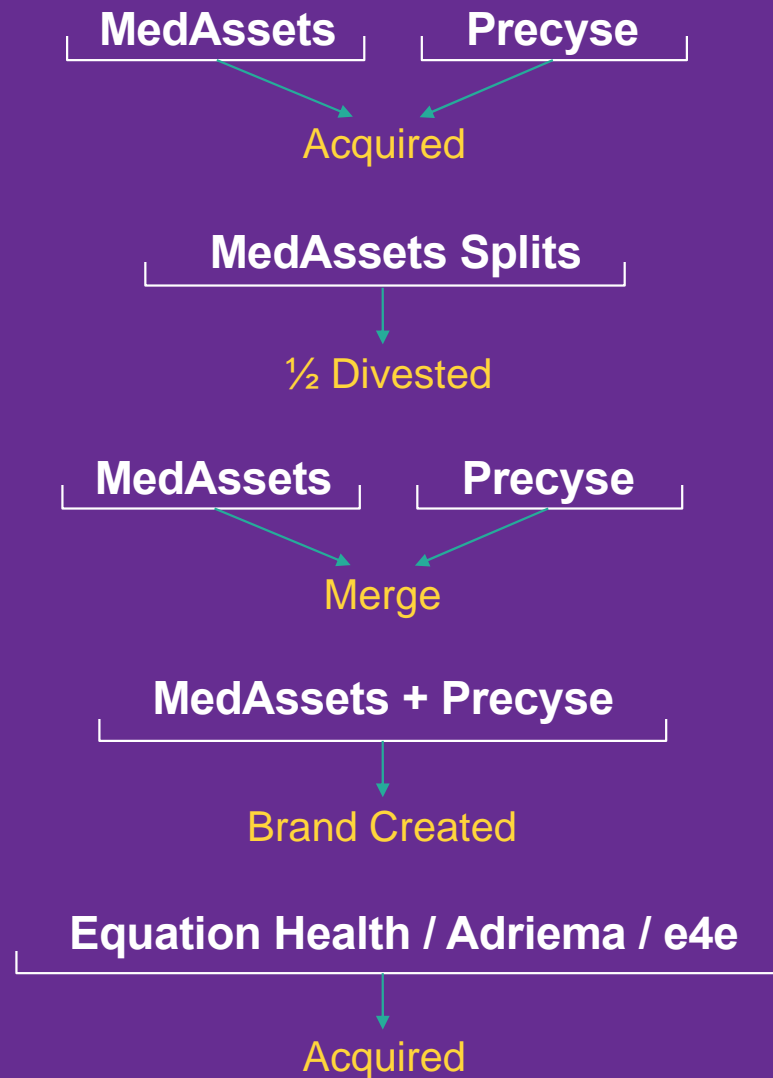 MedAssets Precyse
Acquired
MedAssets Splits
½ Divested
MedAssets Precyse
Merge
MedAssets + Precyse
Brand Created
Equation Health / Adriema / e4e
Acquired